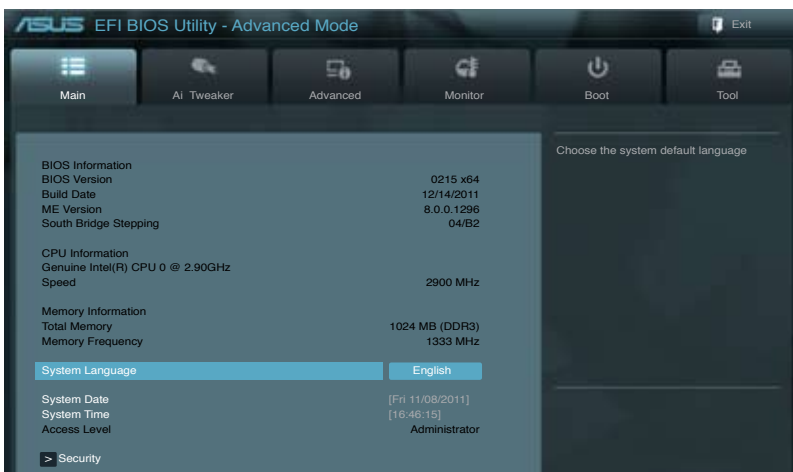 ASUS EFI BIOS Utility - Advanced Mode Exit
Main Ai Tweaker Advanced Monitor Boot Tool
Choose the system default language
BIOS Information
BIOS Version 0215 x64
Build Date 12/14/2011
ME Version 8.0.0.1296
South Bridge Stepping 04/B2
CPU Information
Genuine Intel(R) CPU 0 @ 2.90GHz
Speed 2900 MHz
Memory Information
Total Memory 1024 MB (DDR3)
Memory Frequency 1333 MHz
System Language English
System Date [Fri 11/08/2011]
System Time [16:46:15]
Access Level Administrator
> Security